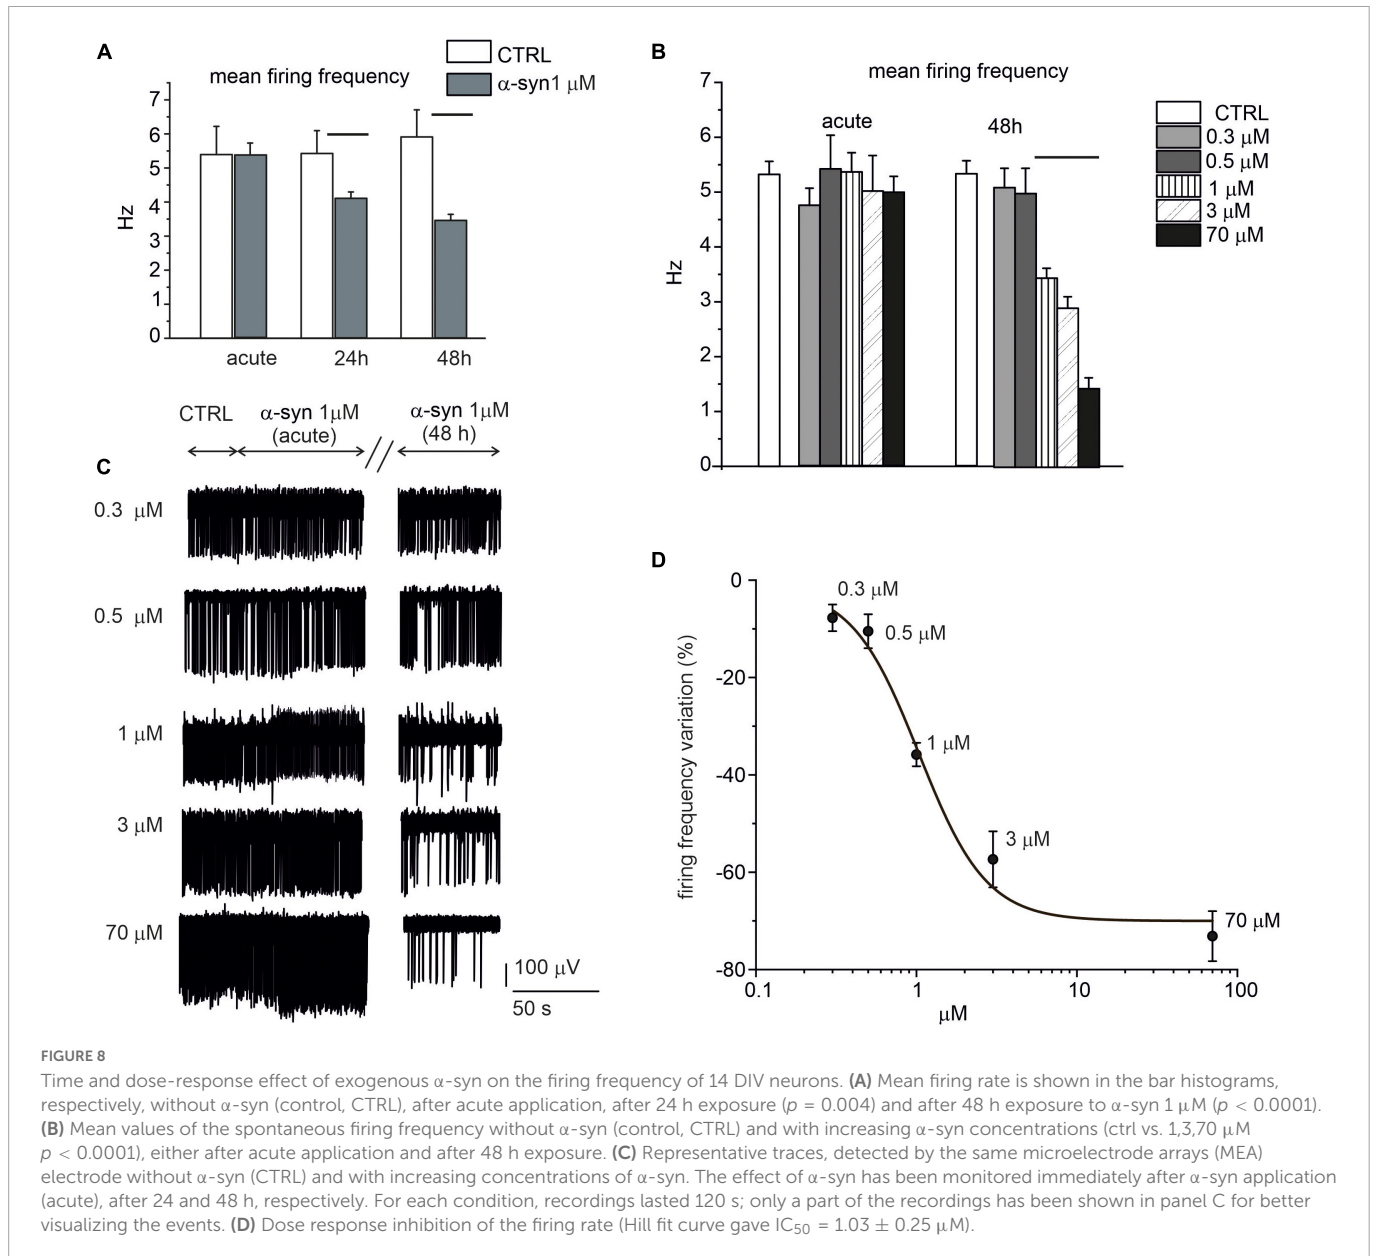 A
CTRL
α-syn1 μM
mean firing frequency
7
6
5
4
3
2
1
0
Hz
acute
24h
48h
B
mean firing frequency
7
6
5
4
3
2
1
0
Hz
acute
48h
CTRL
0.3 μM
0.5 μM
1 μM
3 μM
70 μM
C
CTRL
α-syn 1μM
(acute)
α-syn 1μM
(48 h)
0.3 μM
0.5 μM
1 μM
3 μM
70 μM
100 μV
50 s
D
0
-20
-40
-60
-80
firing frequency variation (%)
0.3 μM
0.5 μM
1 μM
3 μM
70 μM
0.1
1
10
100
μM
FIGURE 8
Time and dose-response effect of exogenous α-syn on the firing frequency of 14 DIV neurons. (A) Mean firing rate is shown in the bar histograms,
respectively, without α-syn (control, CTRL), after acute application, after 24 h exposure (p = 0.004) and after 48 h exposure to α-syn 1 μM (p < 0.0001).
(B) Mean values of the spontaneous firing frequency without α-syn (control, CTRL) and with increasing α-syn concentrations (ctrl vs. 1,3,70 μM
p < 0.0001), either after acute application and after 48 h exposure. (C) Representative traces, detected by the same microelectrode arrays (MEA)
electrode without α-syn (CTRL) and with increasing concentrations of α-syn. The effect of α-syn has been monitored immediately after α-syn application
(acute), after 24 and 48 h, respectively. For each condition, recordings lasted 120 s; only a part of the recordings has been shown in panel C for better
visualizing the events. (D) Dose response inhibition of the firing rate (Hill fit curve gave IC50 = 1.03 ± 0.25 μM).